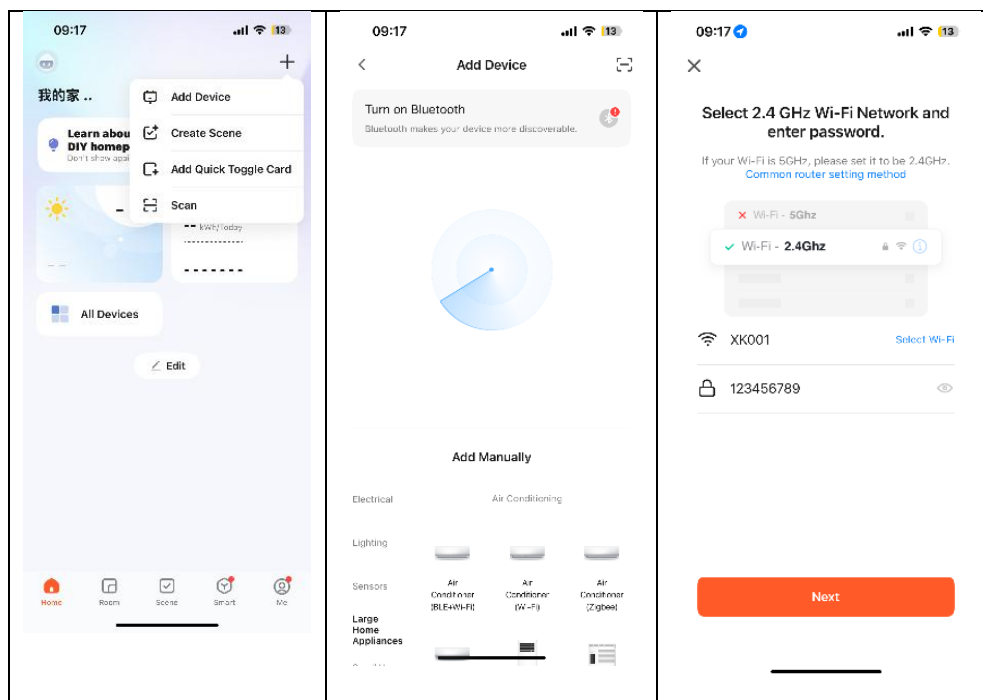 09:17
13
我的家 ..
Add Device
Create Scene
Add Quick Toggle Card
Scan
Learn abou
DIY homep
Don't show agai
-
-- kWh/Today
All Devices
Edit
Home
Room
Scene
Smart
Me
09:17
13
Add Device
Turn on Bluetooth
Bluetooth makes your device more discoverable.
Add Manually
Electrical
Air Conditioning
Lighting
Sensors
Large
Home
Appliances
Air
Conditioner
(BLE+Wi-Fi)
Air
Conditioner
(Wi-Fi)
Air
Conditioner
(Zigbee)
09:17
13
Select 2.4 GHz Wi-Fi Network and
enter password.
If your Wi-Fi is 5GHz, please set it to be 2.4GHz.
Common router setting method
Wi-Fi - 5Ghz
Wi-Fi - 2.4Ghz
XK001
Select Wi-Fi
123456789
Next